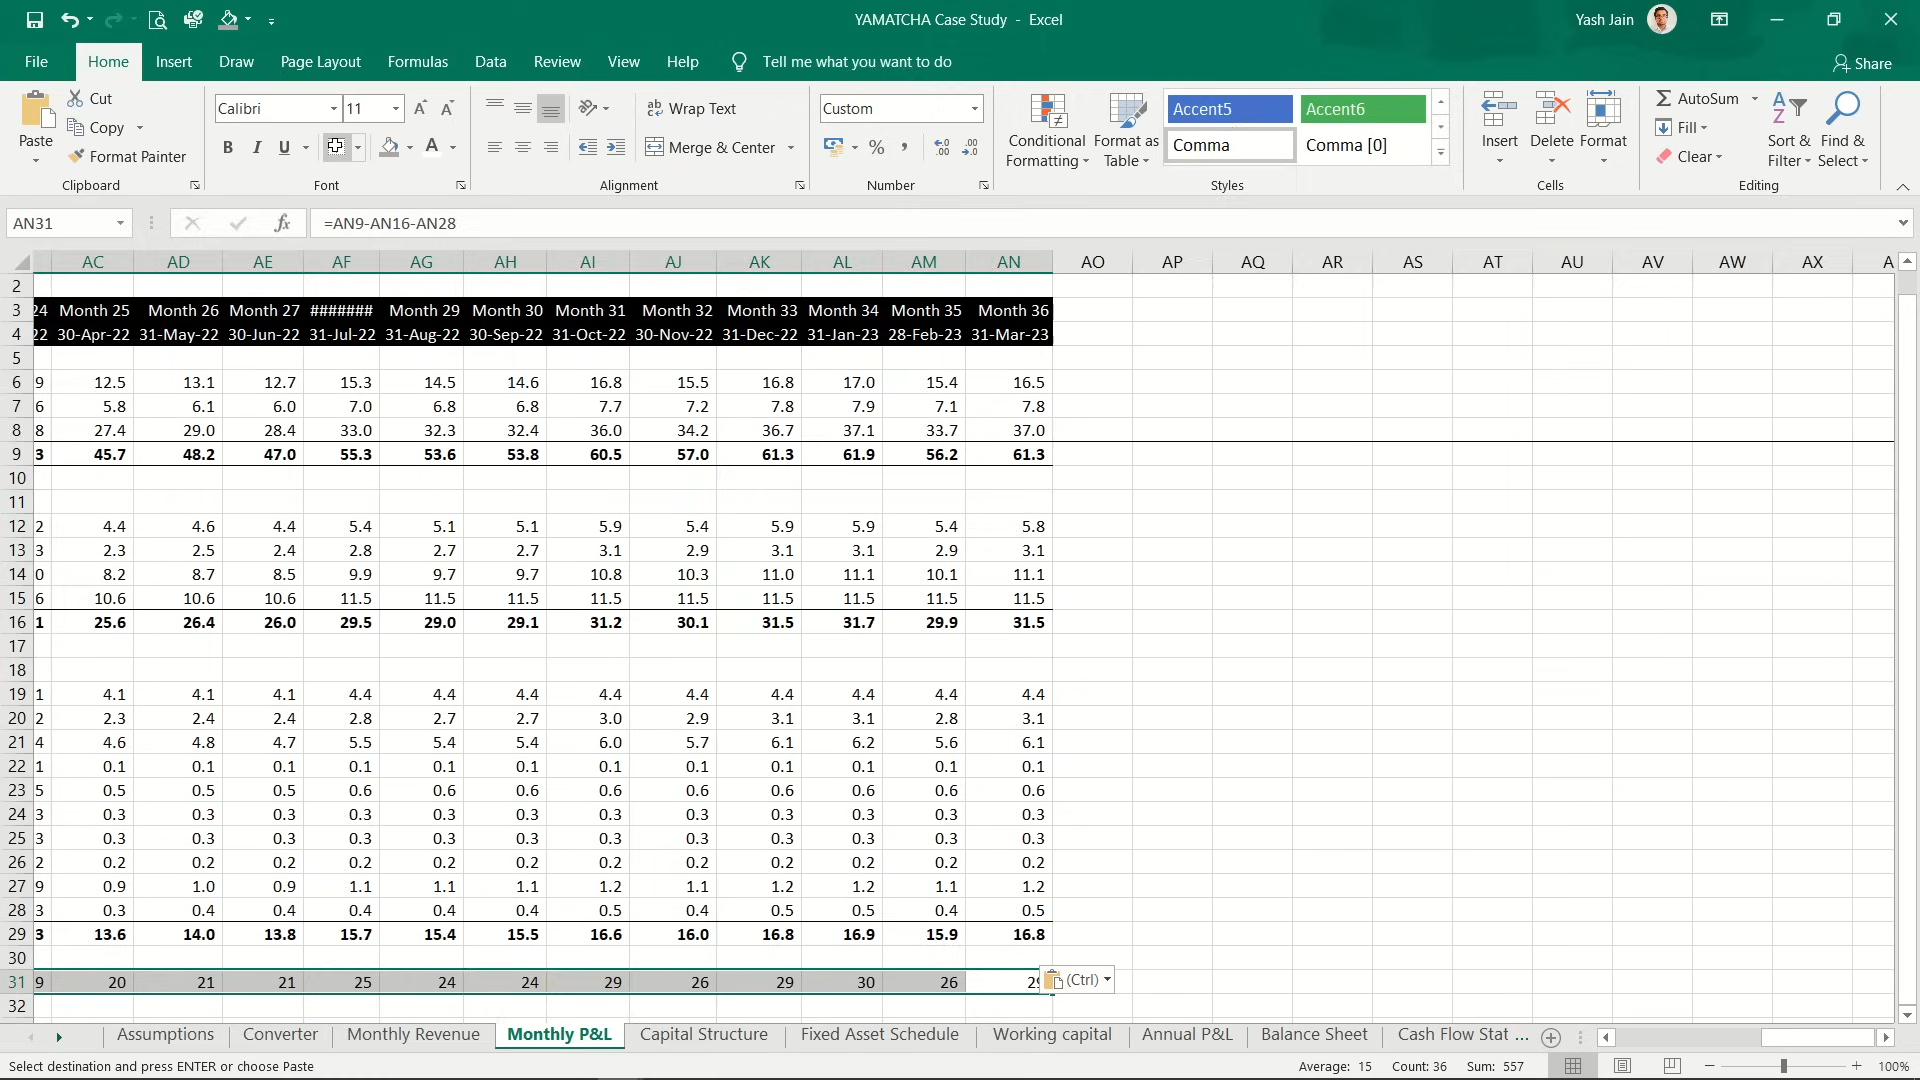 YAMATCHA Case Study - Excel
Yash Jain
File Home Insert Draw Page Layout Formulas Data Review View Help Tell me what you want to do
Share
Paste
Cut
Copy
Format Painter
Clipboard
Calibri 11
B I U
Font
Wrap Text
Merge & Center
Alignment
Custom
Number
Conditional Formatting
Format as Table
Accent5 Accent6
Comma Comma [0]
Styles
Insert Delete Format
Cells
AutoSum
Fill
Clear
Sort & Filter
Find & Select
Editing
AN31 fx =AN9-AN16-AN28
AC AD AE AF AG AH AI AJ AK AL AM AN AO AP AQ AR AS AT AU AV AW AX A
2
3 24 Month 25 Month 26 Month 27 ####### Month 29 Month 30 Month 31 Month 32 Month 33 Month 34 Month 35 Month 36
4 22 30-Apr-22 31-May-22 30-Jun-22 31-Jul-22 31-Aug-22 30-Sep-22 31-Oct-22 30-Nov-22 31-Dec-22 31-Jan-23 28-Feb-23 31-Mar-23
5
6 9 12.5 13.1 12.7 15.3 14.5 14.6 16.8 15.5 16.8 17.0 15.4 16.5
7 6 5.8 6.1 6.0 7.0 6.8 6.8 7.7 7.2 7.8 7.9 7.1 7.8
8 8 27.4 29.0 28.4 33.0 32.3 32.4 36.0 34.2 36.7 37.1 33.7 37.0
9 3 45.7 48.2 47.0 55.3 53.6 53.8 60.5 57.0 61.3 61.9 56.2 61.3
10
11
12 2 4.4 4.6 4.4 5.4 5.1 5.1 5.9 5.4 5.9 5.9 5.4 5.8
13 3 2.3 2.5 2.4 2.8 2.7 2.7 3.1 2.9 3.1 3.1 2.9 3.1
14 0 8.2 8.7 8.5 9.9 9.7 9.7 10.8 10.3 11.0 11.1 10.1 11.1
15 6 10.6 10.6 10.6 11.5 11.5 11.5 11.5 11.5 11.5 11.5 11.5 11.5
16 1 25.6 26.4 26.0 29.5 29.0 29.1 31.2 30.1 31.5 31.7 29.9 31.5
17
18
19 1 4.1 4.1 4.1 4.4 4.4 4.4 4.4 4.4 4.4 4.4 4.4 4.4
20 2 2.3 2.4 2.4 2.8 2.7 2.7 3.0 2.9 3.1 3.1 2.8 3.1
21 4 4.6 4.8 4.7 5.5 5.4 5.4 6.0 5.7 6.1 6.2 5.6 6.1
22 1 0.1 0.1 0.1 0.1 0.1 0.1 0.1 0.1 0.1 0.1 0.1 0.1
23 5 0.5 0.5 0.5 0.6 0.6 0.6 0.6 0.6 0.6 0.6 0.6 0.6
24 3 0.3 0.3 0.3 0.3 0.3 0.3 0.3 0.3 0.3 0.3 0.3 0.3
25 3 0.3 0.3 0.3 0.3 0.3 0.3 0.3 0.3 0.3 0.3 0.3 0.3
26 2 0.2 0.2 0.2 0.2 0.2 0.2 0.2 0.2 0.2 0.2 0.2 0.2
27 9 0.9 1.0 0.9 1.1 1.1 1.1 1.2 1.1 1.2 1.2 1.1 1.2
28 3 0.3 0.4 0.4 0.4 0.4 0.4 0.5 0.4 0.5 0.5 0.4 0.5
29 3 13.6 14.0 13.8 15.7 15.4 15.5 16.6 16.0 16.8 16.9 15.9 16.8
30
31 9 20 21 21 25 24 24 29 26 29 30 26 29 (Ctrl)
32
Assumptions Converter Monthly Revenue Monthly P&L Capital Structure Fixed Asset Schedule Working capital Annual P&L Balance Sheet Cash Flow Stat ...
Select destination and press ENTER or choose Paste Average: 15 Count: 36 Sum: 557 100%